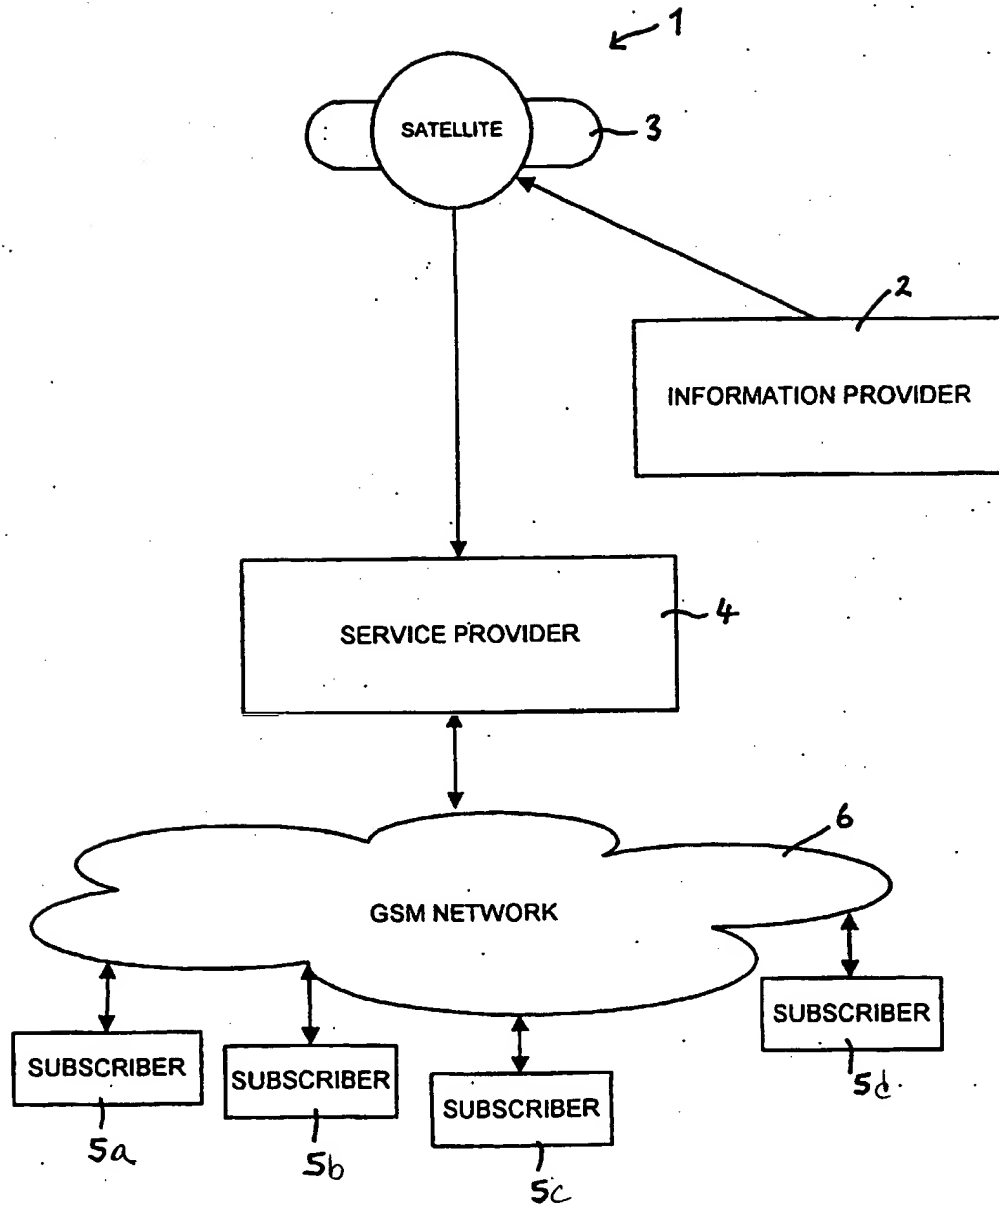 1
SATELLITE
3
2
INFORMATION PROVIDER
4
SERVICE PROVIDER
6
GSM NETWORK
SUBSCRIBER
5d
SUBSCRIBER
5a
SUBSCRIBER
5b
SUBSCRIBER
5c